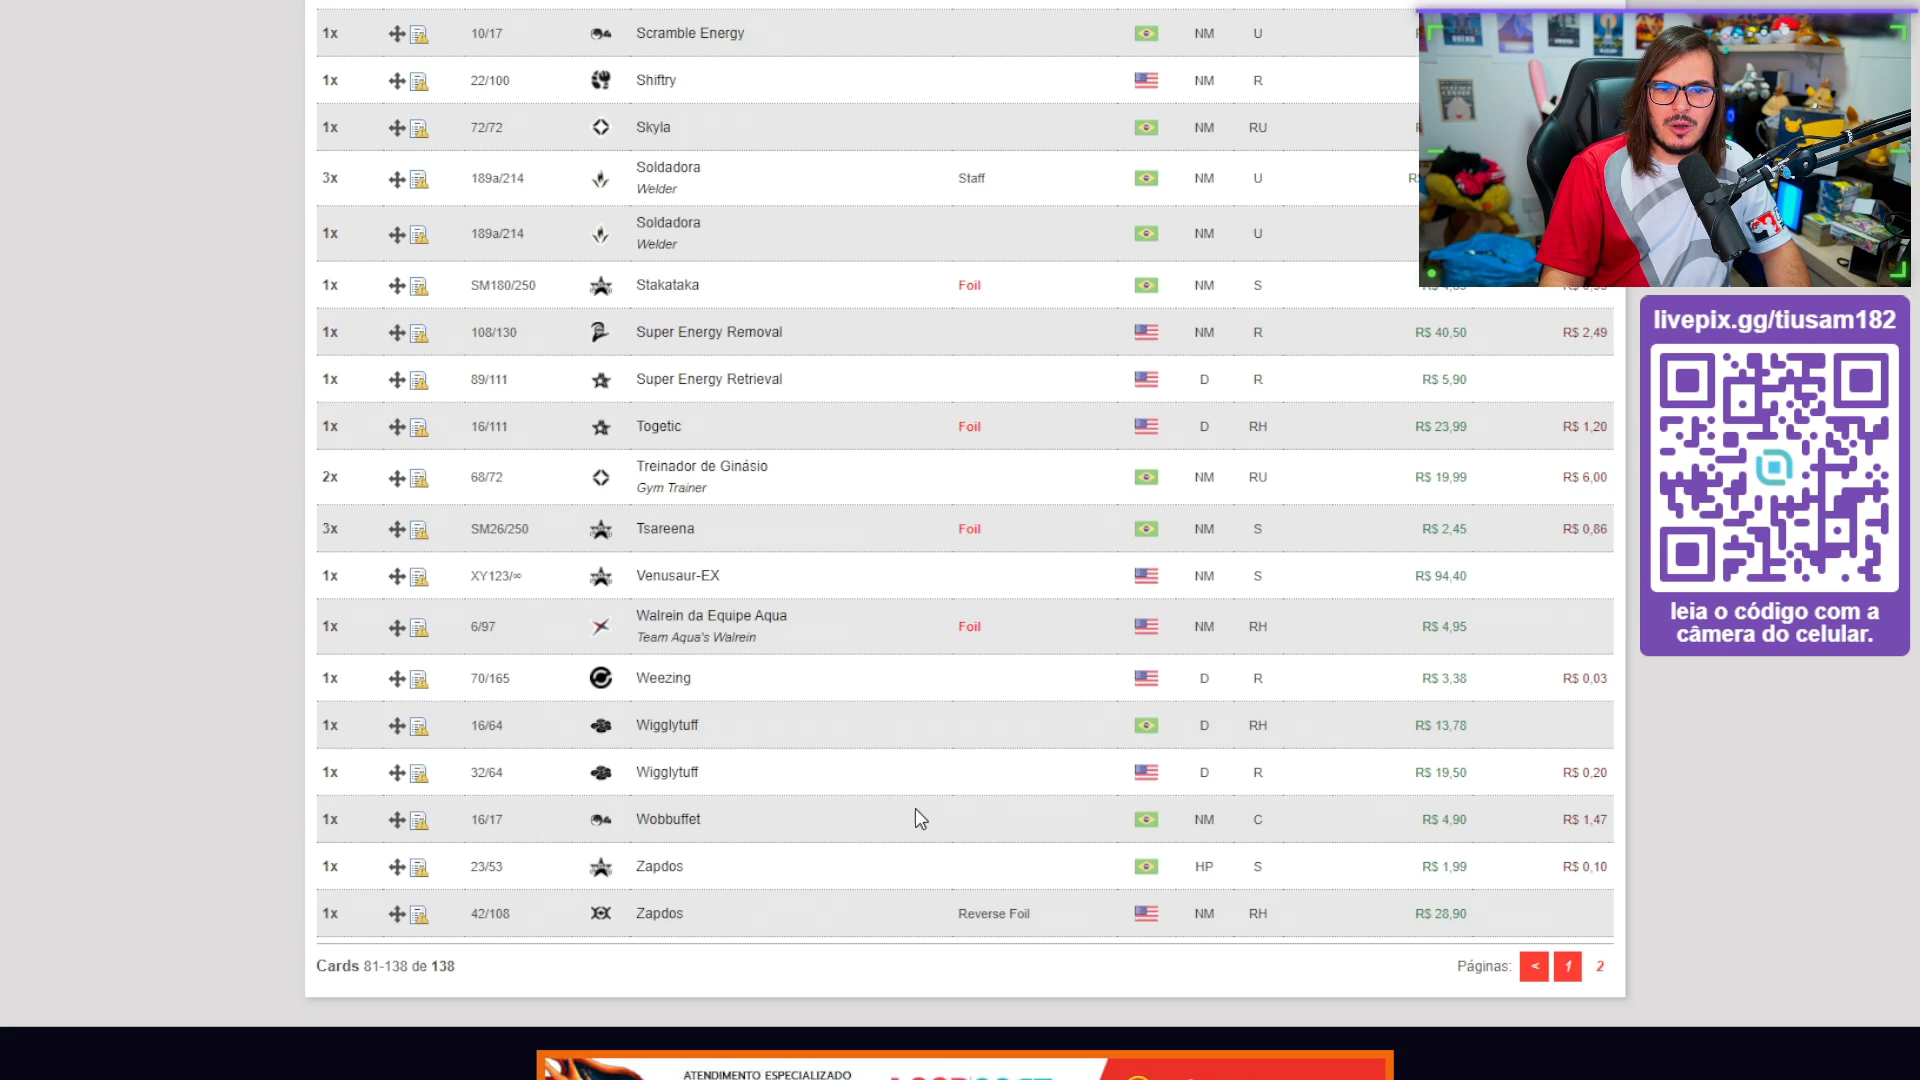 1x 10/17 Scramble Energy NM U
1x 22/100 Shiftry NM R
1x 72/72 Skyla NM RU
3x 189a/214 Soldadora Staff NM U
Welder
1x 189a/214 Soldadora NM U
Welder
1x SM180/250 Stakataka Foil NM S
1x 108/130 Super Energy Removal NM R R$ 40,50 R$ 2,49
1x 89/111 Super Energy Retrieval D R R$ 5,90
1x 16/111 Togetic Foil D RH R$ 23,99 R$ 1,20
2x 68/72 Treinador de Ginásio NM RU R$ 19,99 R$ 6,00
Gym Trainer
3x SM26/250 Tsareena Foil NM S R$ 2,45 R$ 0,86
1x XY123/∞ Venusaur-EX NM S R$ 94,40
1x 6/97 Walrein da Equipe Aqua Foil NM RH R$ 4,95
Team Aqua's Walrein
1x 70/165 Weezing D R R$ 3,38 R$ 0,03
1x 16/64 Wigglytuff D RH R$ 13,78
1x 32/64 Wigglytuff D R R$ 19,50 R$ 0,20
1x 16/17 Wobbuffet NM C R$ 4,90 R$ 1,47
1x 23/53 Zapdos HP S R$ 1,99 R$ 0,10
1x 42/108 Zapdos Reverse Foil NM RH R$ 28,90
Cards 81-138 de 138 Páginas: < 1 2
livepix.gg/tiusam182
leia o código com a
câmera do celular.
ATENDIMENTO ESPECIALIZADO